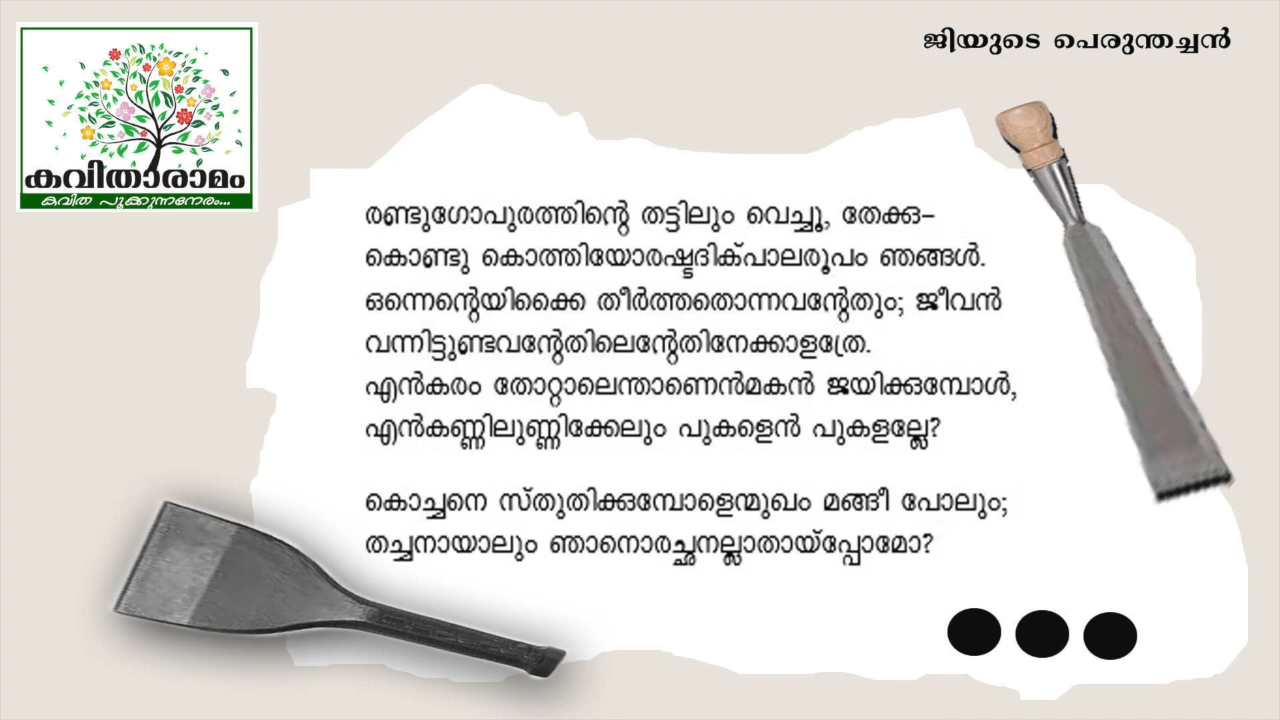 കവിതാരാമം
കവിത പൂക്കുന്നനേരം...
ജിയുടെ പെരുന്തച്ചൻ
രണ്ടുഗോപുരത്തിന്റെ തട്ടിലും വെച്ചൂ, തേക്കു–
കൊണ്ടു കൊത്തിയോരഷ്ടദിക്പാലരൂപം ഞങ്ങൾ.
ഒന്നെന്റെയിക്കൈ തീർത്തതൊന്നവന്റേതും; ജീവൻ
വന്നിട്ടുണ്ടവന്റേതിലെന്റേതിനേക്കാളത്രേ.
എൻകരം തോറ്റാലെന്താണെൻമകൻ ജയിക്കുമ്പോൾ,
എൻകണ്ണിലുണ്ണിക്കേലും പുകളെൻ പുകളല്ലേ?
കൊച്ചനെ സ്തുതിക്കുമ്പോളെന്മുഖം മങ്ങീ പോലും;
തച്ചനായാലും ഞാനൊരച്ഛനല്ലാതായ്പ്പോമോ?